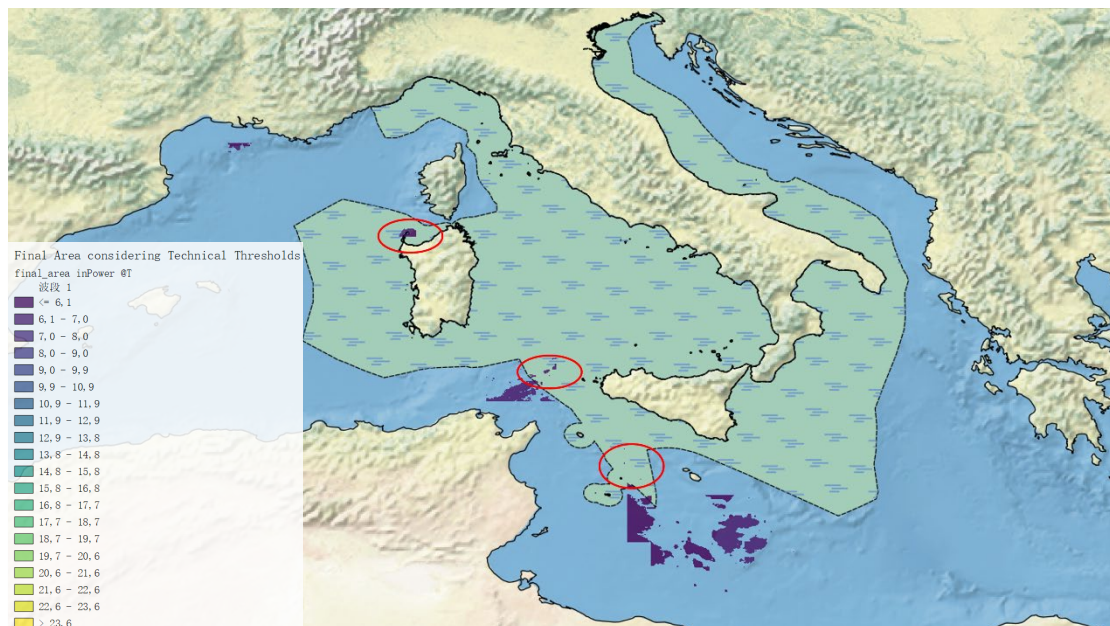 Final Area considering Technical Thresholds
final_area inPower @T
波段 1
<= 6,1
6,1 - 7,0
7,0 - 8,0
8,0 - 9,0
9,0 - 9,9
9,9 - 10,9
10,9 - 11,9
11,9 - 12,9
12,9 - 13,8
13,8 - 14,8
14,8 - 15,8
15,8 - 16,8
16,8 - 17,7
17,7 - 18,7
18,7 - 19,7
19,7 - 20,6
20,6 - 21,6
21,6 - 22,6
22,6 - 23,6
> 23,6